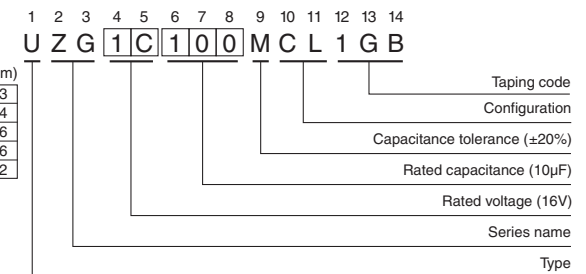 1 2 3 4 5 6 7 8 9 10 11 12 13 14
U Z G 1 C 1 0 0 M C L 1 G B
m)
3
4
6
6
2
Taping code
Configuration
Capacitance tolerance (±20%)
Rated capacitance (10µF)
Rated voltage (16V)
Series name
Type